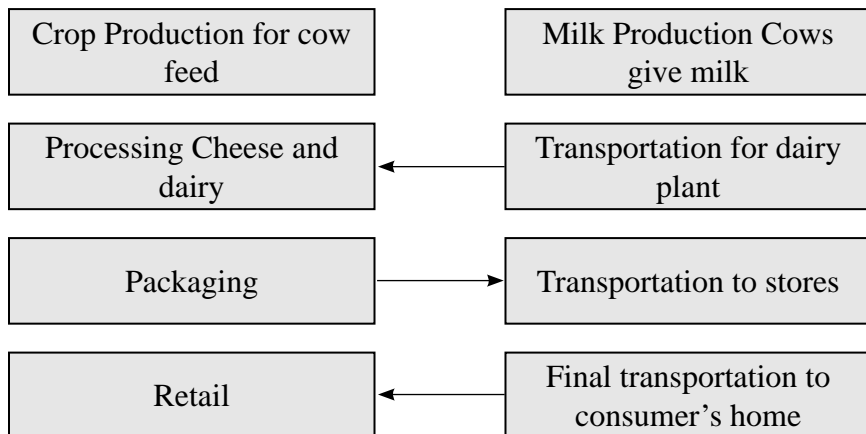 Crop Production for cow
feed
Milk Production Cows
give milk
Processing Cheese and
dairy
Transportation for dairy
plant
Packaging
Transportation to stores
Retail
Final transportation to
consumer’s home